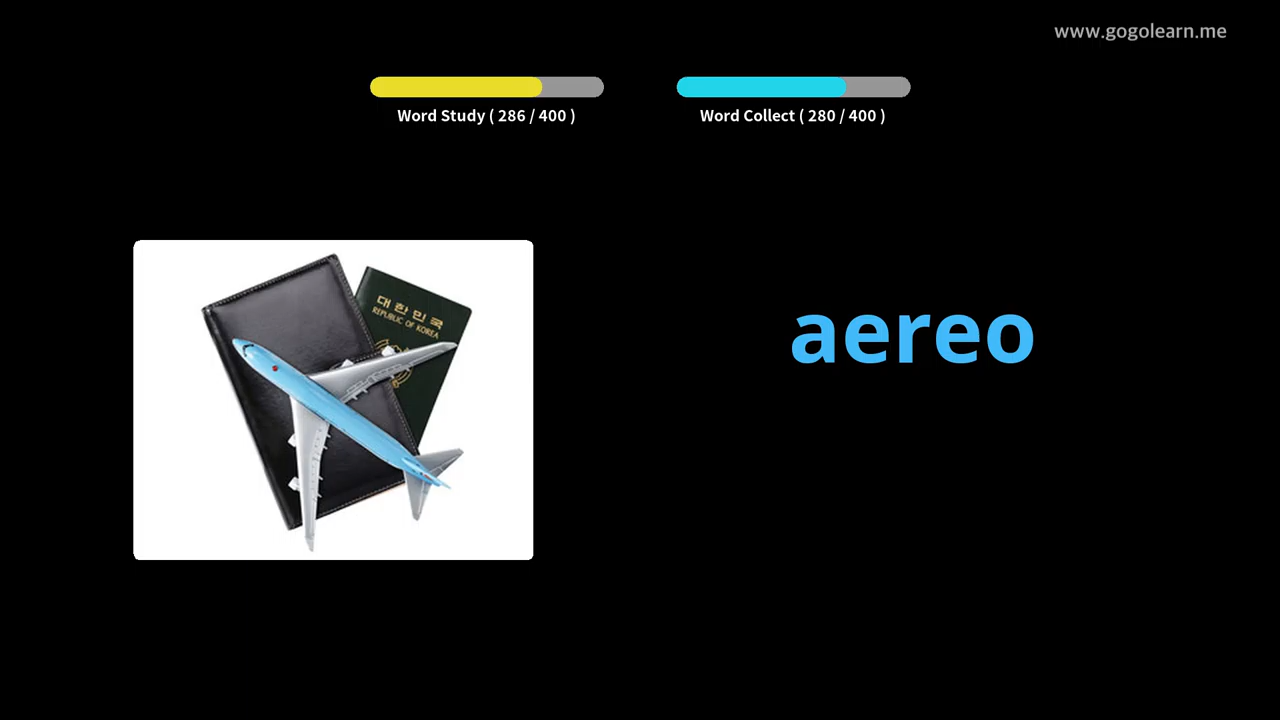 www.gogolearn.me
Word Study ( 286 / 400 )
Word Collect ( 280 / 400 )
대한민국
REPUBLIC OF KOREA
aereo